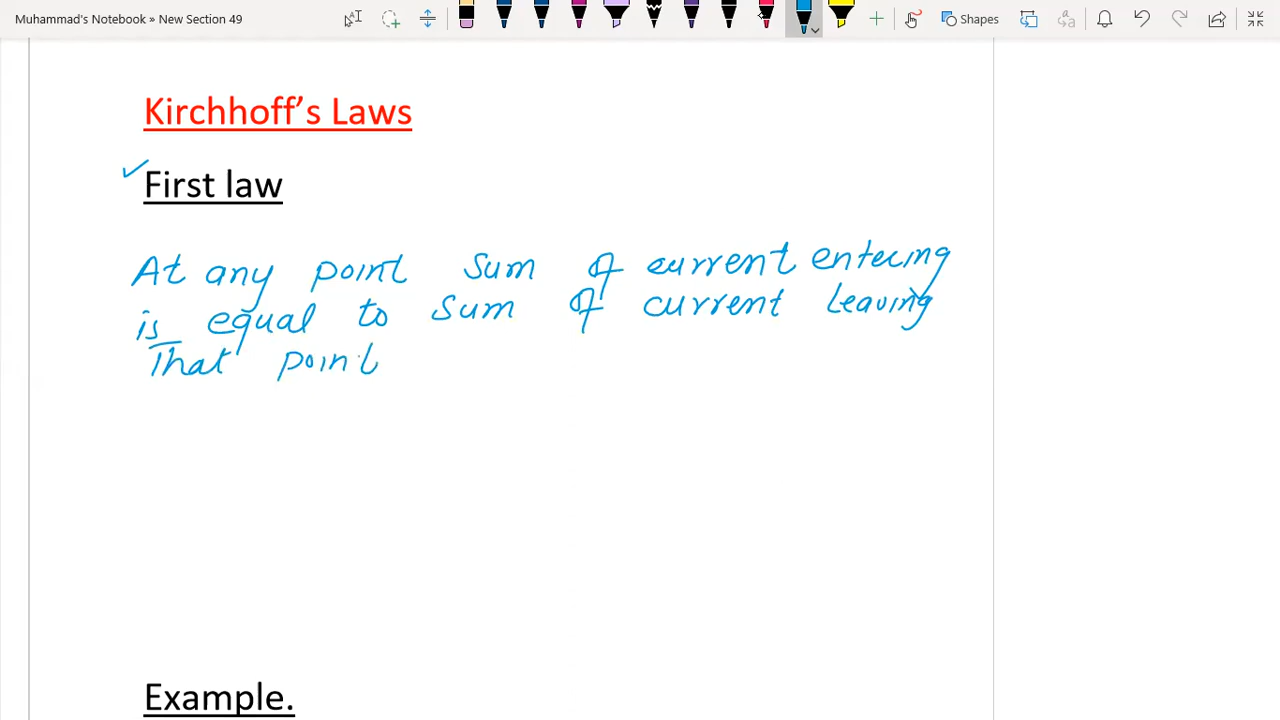 Muhammad's Notebook » New Section 49
Shapes
Kirchhoff's Laws
First law
At any point sum of current entering
is equal to sum of current leaving
That point
Example.